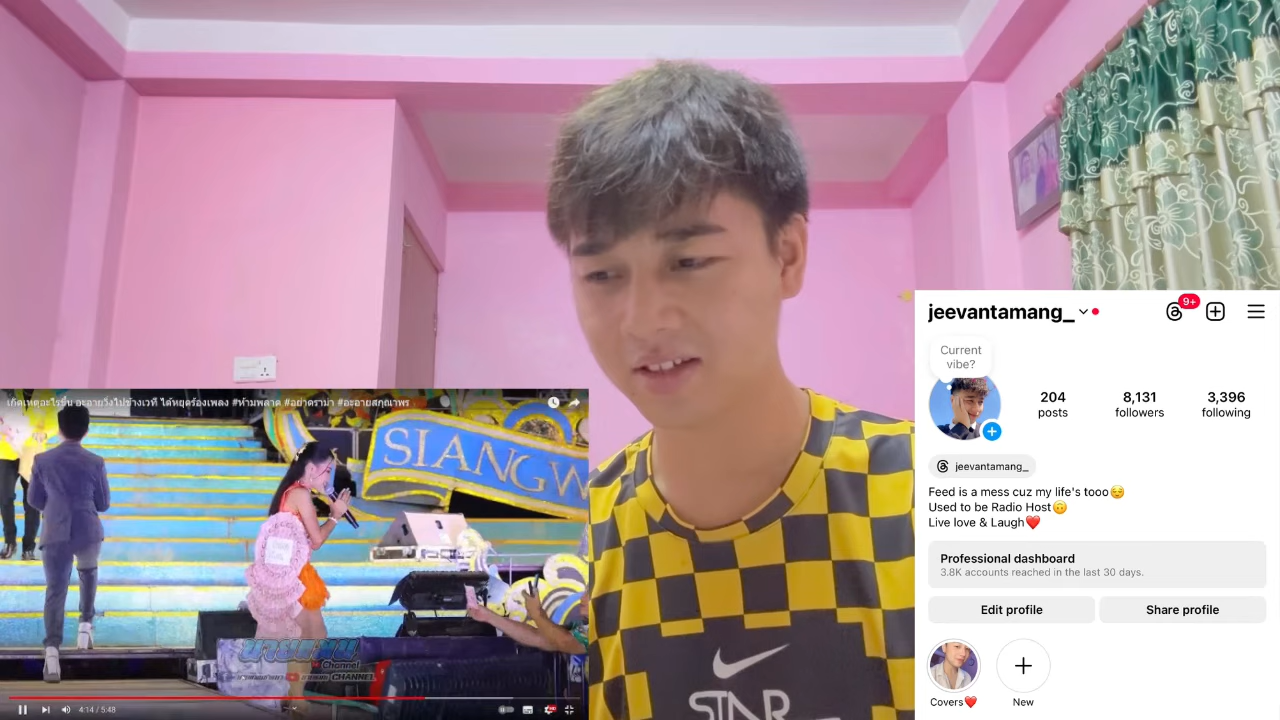 เกิดเหตุอะไรขึ้น อะอายวิ่งไปข้างเวที ได้หยุดร้องเพลง #ห้ามพลาด #อย่าดราม่า #อะอายสกุณาพร
SIANGW
Channel
CHANNEL
4:14 / 5:48
STAR
jeevantamang_
9+
Current
vibe?
204
posts
8,131
followers
3,396
following
jeevantamang_
Feed is a mess cuz my life's tooo😌
Used to be Radio Host🙃
Live love & Laugh❤️
Professional dashboard
3.8K accounts reached in the last 30 days.
Edit profile
Share profile
Covers❤️
New